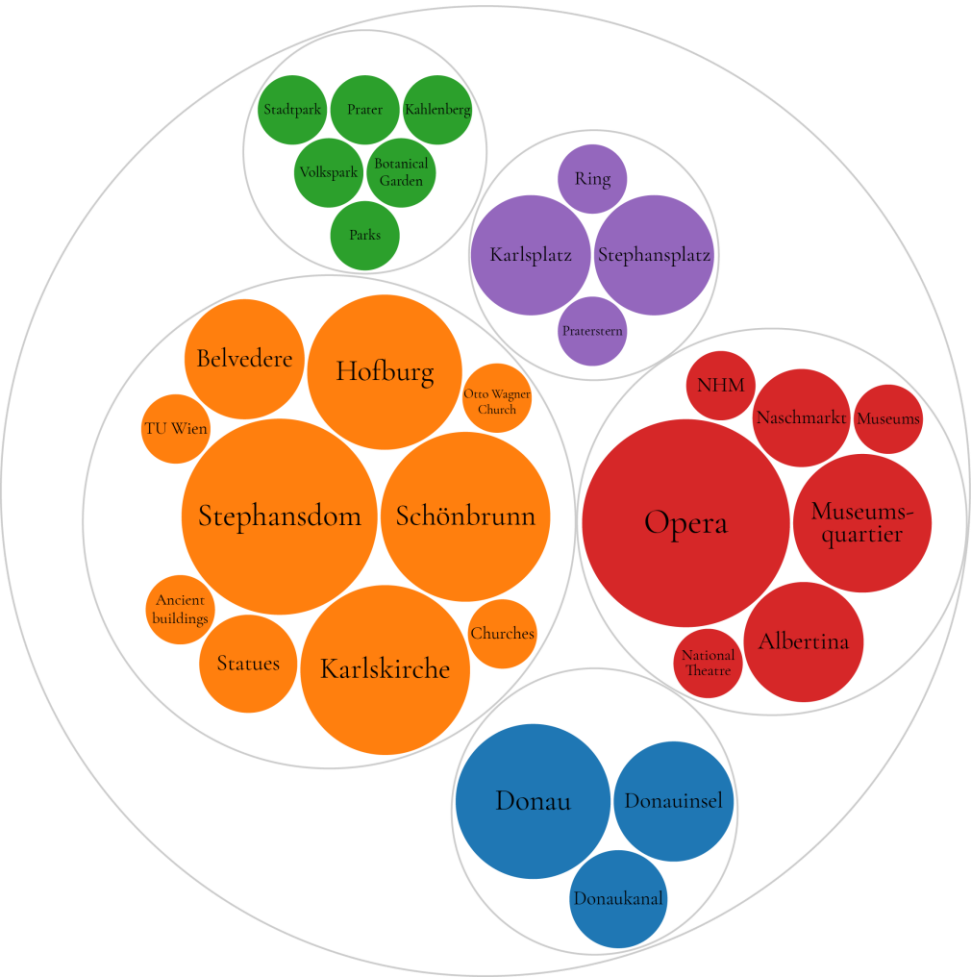 Stadtpark
Prater
Kahlenberg
Volkspark
Botanical
Garden
Parks
Ring
Karlsplatz
Stephansplatz
Praterstern
Belvedere
Hofburg
Otto Wagner
Church
TU Wien
Stephansdom
Schönbrunn
Ancient
buildings
Statues
Karlskirche
Churches
NHM
Naschmarkt
Museums
Opera
Museums-
quartier
National
Theatre
Albertina
Donau
Donauinsel
Donaukanal